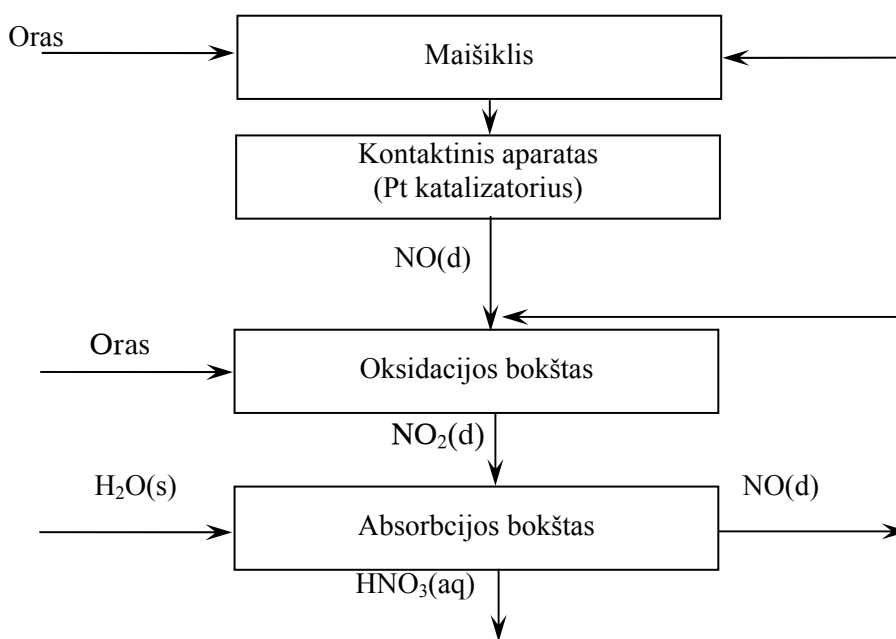 Oras
Maišiklis
Kontaktinis aparatas
(Pt katalizatorius)
NO(d)
Oras
Oksidacijos bokštas
NO₂(d)
H₂O(s)
NO(d)
Absorbcijos bokštas
HNO₃(aq)